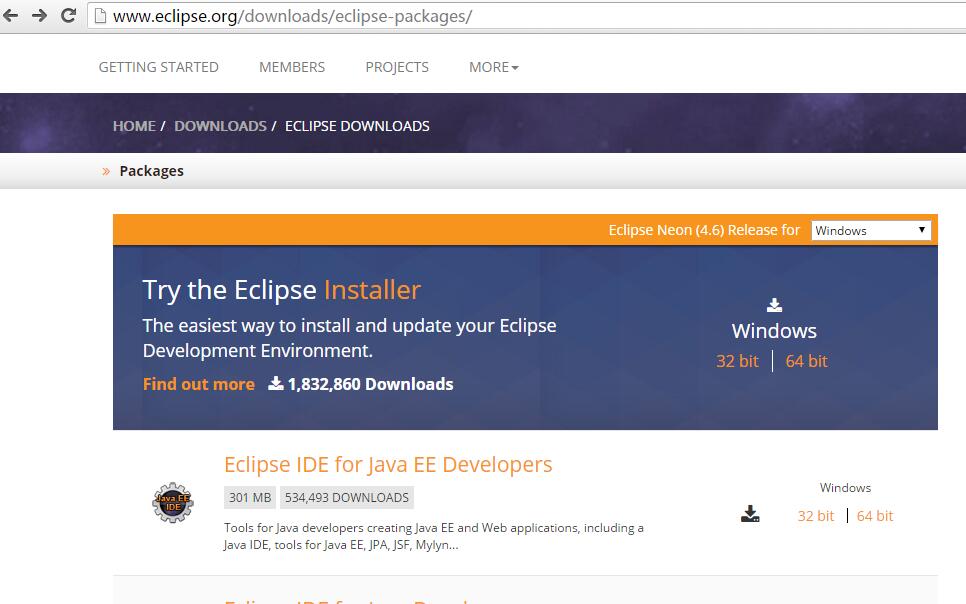 www.eclipse.org/downloads/eclipse-packages/
GETTING STARTED MEMBERS PROJECTS MORE
HOME / DOWNLOADS / ECLIPSE DOWNLOADS
» Packages
Eclipse Neon (4.6) Release for Windows
Try the Eclipse Installer
The easiest way to install and update your Eclipse
Development Environment.
Find out more 1,832,860 Downloads
Windows
32 bit | 64 bit
Eclipse IDE for Java EE Developers
301 MB 534,493 DOWNLOADS
Tools for Java developers creating Java EE and Web applications, including a
Java IDE, tools for Java EE, JPA, JSF, Mylyn...
Java EE
IDE
Windows
32 bit | 64 bit